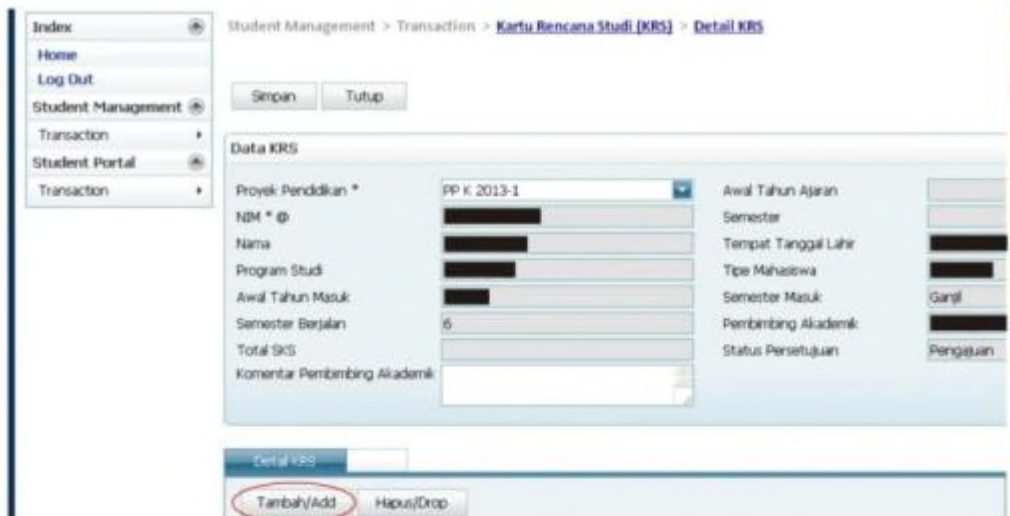 Index
Home
Log Out
Student Management
Transaction
Student Portal
Transaction
Student Management > Transaction > Kartu Rencana Studi (KRS) > Detail KRS
Simpan Tutup
Data KRS
Proyek Pendidikan * PP K 2013-1 Awal Tahun Ajaran
NIM * @ Semester
Nama Tempat Tanggal Lahir
Program Studi Tipe Mahasiswa
Awal Tahun Masuk Semester Masuk Ganjil
Semester Berjalan 6 Pembimbing Akademik
Total SKS Status Persetujuan Pengajuan
Komentar Pembimbing Akademik
Detail KRS
Tambah/Add Hapus/Drop